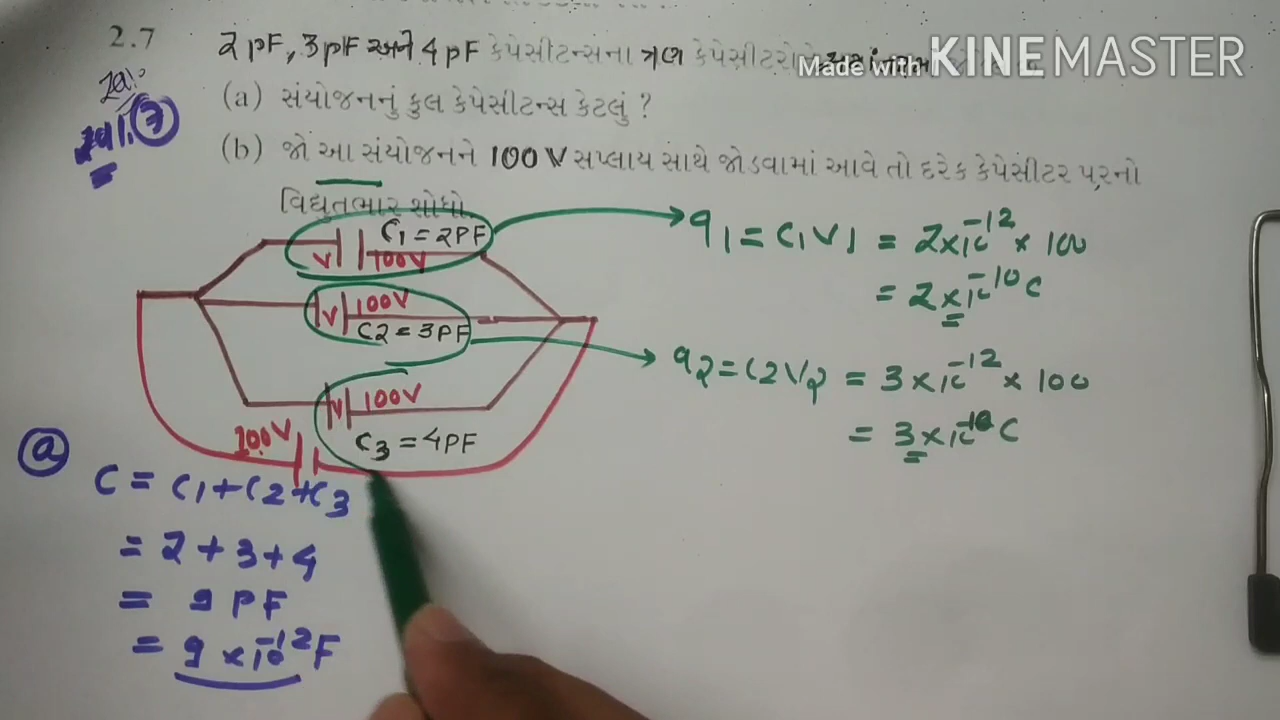 2.7 2 pF, 3 pF અને 4 pF કેપેસીટન્સના ત્રણ કેપેસીટરો
Made with KINEMASTER
(a) સંયોજનનું કુલ કેપેસીટન્સ કેટલું ?
(b) જો આ સંયોજનને 100 V સપ્લાય સાથે જોડવામાં આવે તો દરેક કેપેસીટર પરનો
વિદ્યુતભાર શોધો.
C1 = 2PF
V 100V
100V
V
C2 = 3PF
V 100V
C3 = 4PF
100V
q1 = C1V1 = 2×10^-12 × 100
= 2×10^-10 C
q2 = C2V2 = 3×10^-12 × 100
= 3×10^-10 C
a
C = C1+C2+C3
= 2+3+4
= 9 PF
= 9 ×10^-12 F